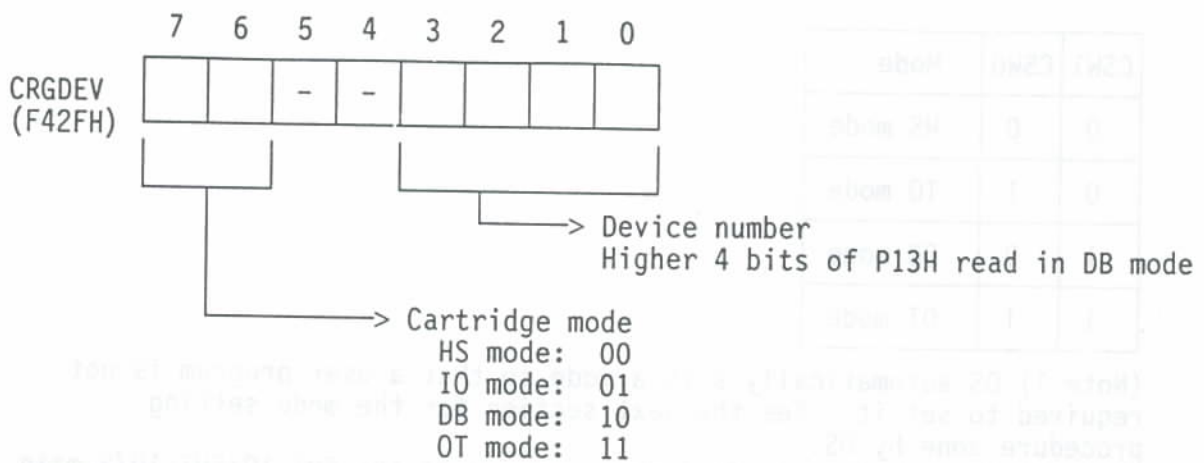 7 6 5 4 3 2 1 0
CRGDEV - -
(F42FH)
Device number
Higher 4 bits of P13H read in DB mode
Cartridge mode
HS mode: 00
IO mode: 01
DB mode: 10
OT mode: 11